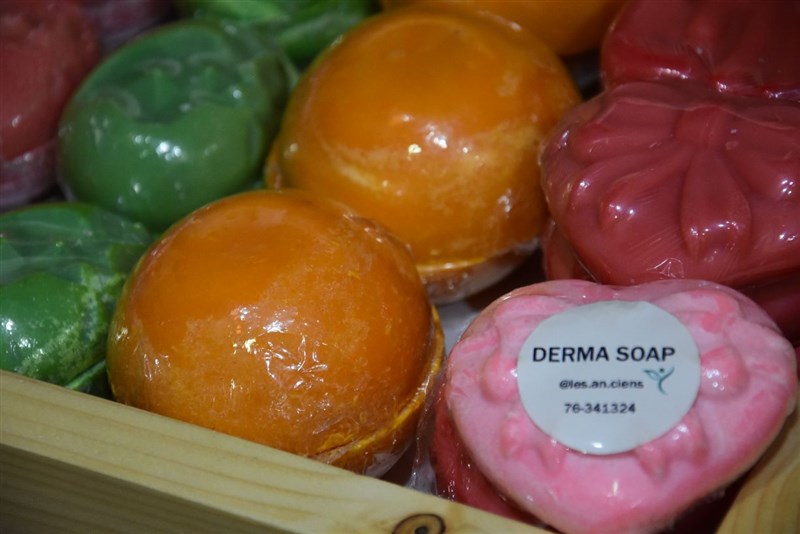 DERMA SOAP
@les.an.ciens
76-341324